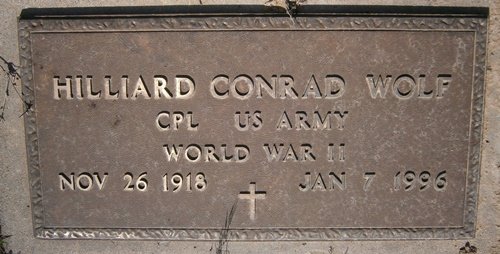 HILLIARD CONRAD WOLF
CPL US ARMY
WORLD WAR II
NOV 26 1918 JAN 7 1996